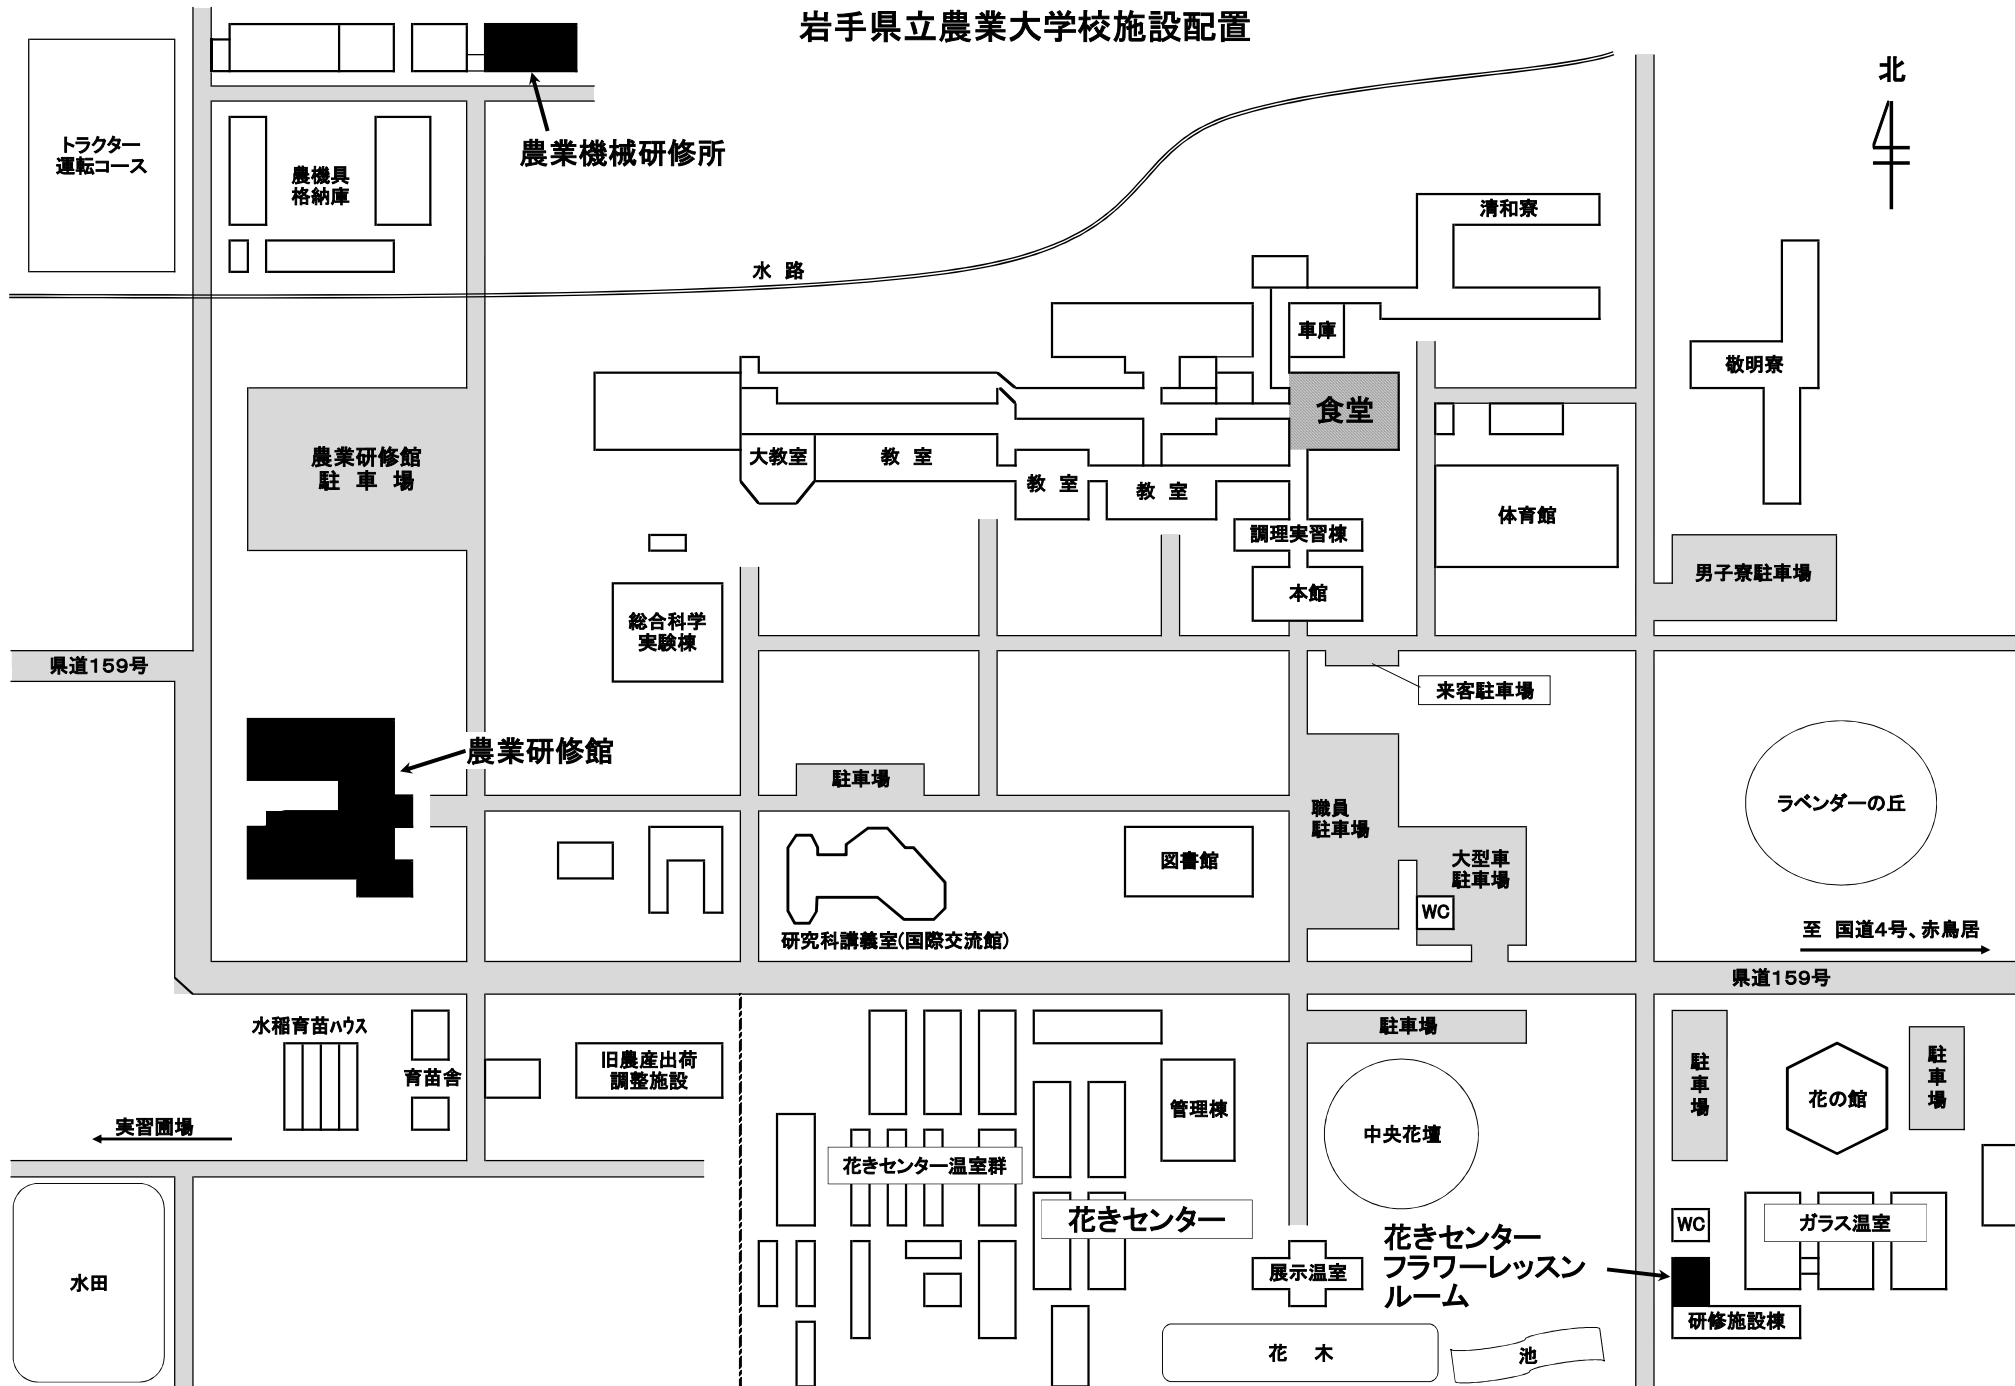 岩手県立農業大学校施設配置
北
トラクター
運転コース
農業機械研修所
農機具
格納庫
清和寮
水 路
車庫
敬明寮
食堂
農業研修館
駐 車 場
大教室
教 室
教 室
教 室
体育館
調理実習棟
男子寮駐車場
本館
総合科学
実験棟
県道159号
来客駐車場
農業研修館
駐車場
職員
駐車場
ラベンダーの丘
図書館
大型車
駐車場
WC
研究科講義室(国際交流館)
至 国道4号、赤鳥居
県道159号
水稲育苗ハウス
駐車場
旧農産出荷
調整施設
育苗舎
駐車場
花の館
駐車場
管理棟
実習圃場
中央花壇
花きセンター温室群
花きセンター
WC
ガラス温室
花きセンター
フラワーレッスン
ルーム
展示温室
水田
研修施設棟
花 木
池